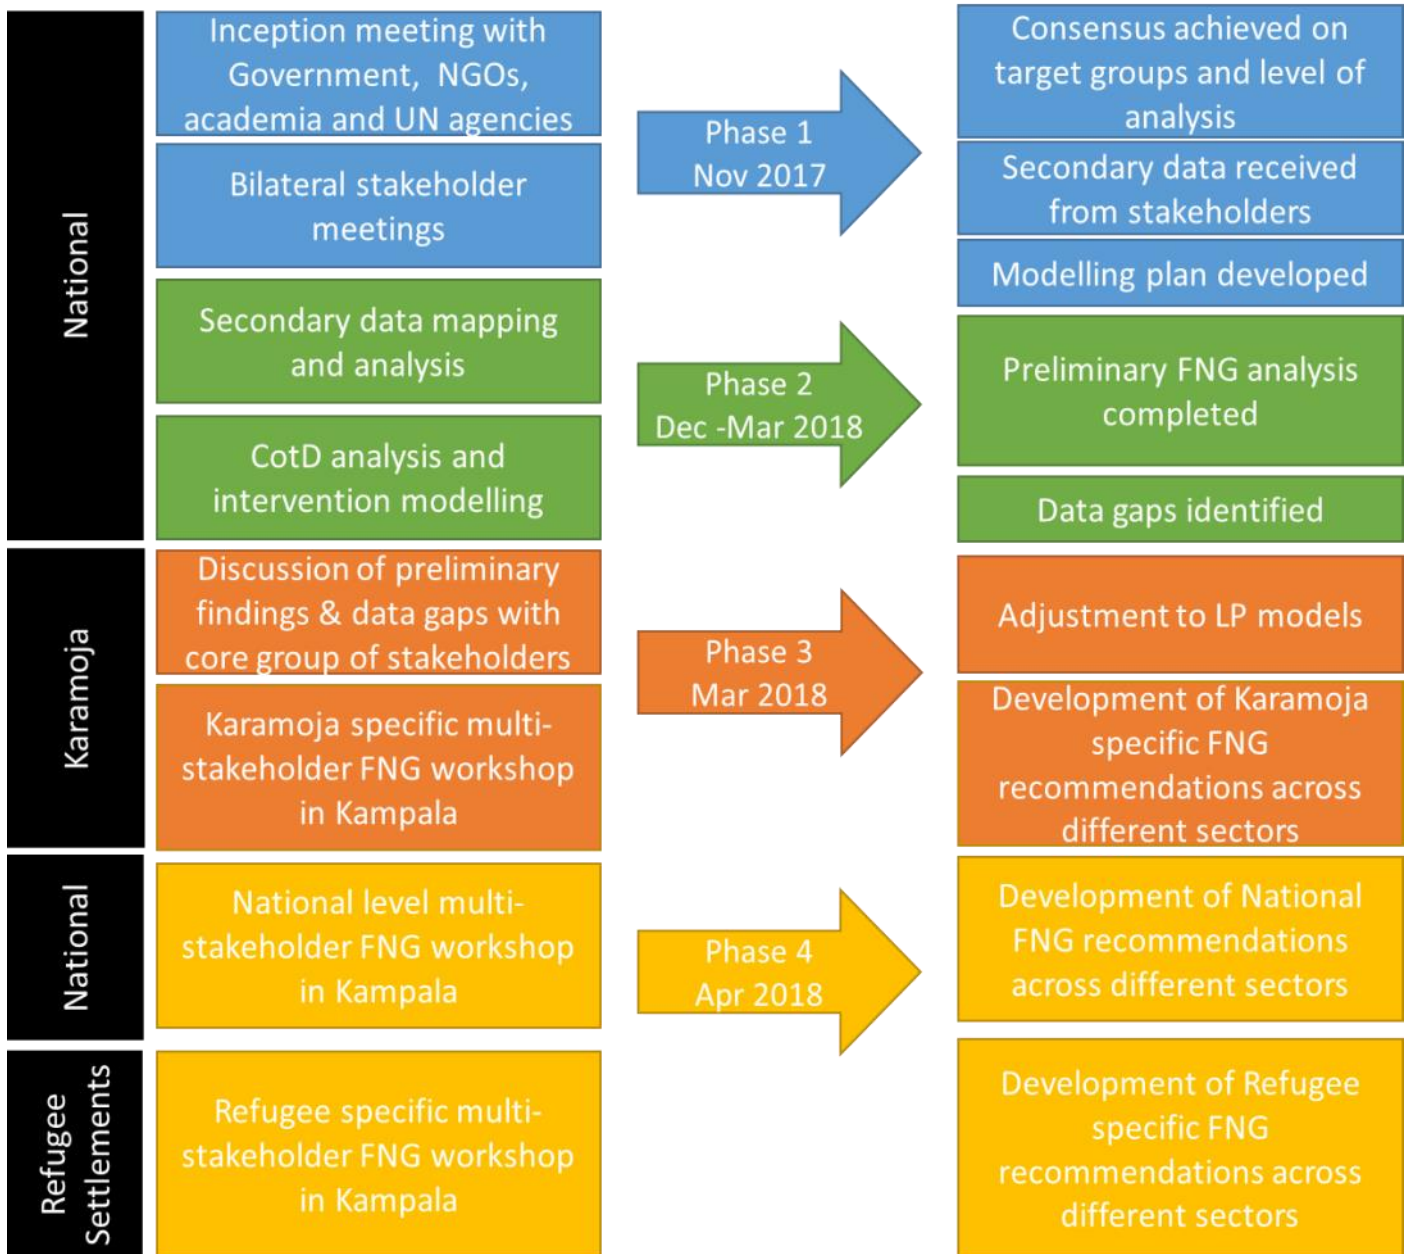 National
Inception meeting with
Government, NGOs,
academia and UN agencies
Bilateral stakeholder
meetings
Phase 1
Nov 2017
Consensus achieved on
target groups and level of
analysis
Secondary data received
from stakeholders
Modelling plan developed
Secondary data mapping
and analysis
CotD analysis and
intervention modelling
Phase 2
Dec -Mar 2018
Preliminary FNG analysis
completed
Data gaps identified
Karamoja
Discussion of preliminary
findings & data gaps with
core group of stakeholders
Karamoja specific multi-
stakeholder FNG workshop
in Kampala
Phase 3
Mar 2018
Adjustment to LP models
Development of Karamoja
specific FNG
recommendations across
different sectors
National
National level multi-
stakeholder FNG workshop
in Kampala
Phase 4
Apr 2018
Development of National
FNG recommendations
across different sectors
Refugee
Settlements
Refugee specific multi-
stakeholder FNG workshop
in Kampala
Development of Refugee
specific FNG
recommendations across
different sectors